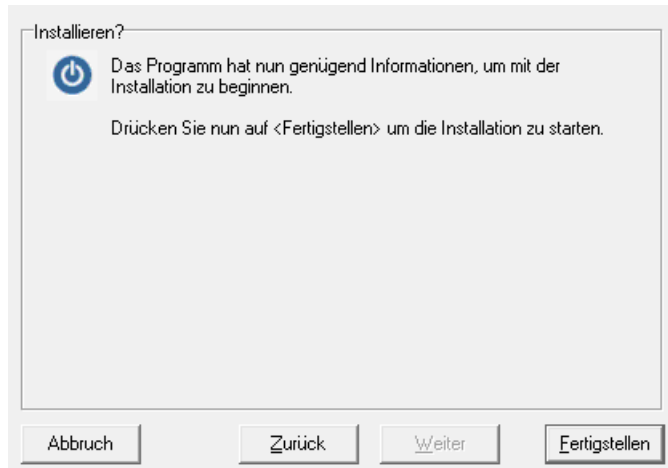 Installieren?
Das Programm hat nun genügend Informationen, um mit der
Installation zu beginnen.
Drücken Sie nun auf <Fertigstellen> um die Installation zu starten.
Abbruch
Zurück
Weiter
Fertigstellen